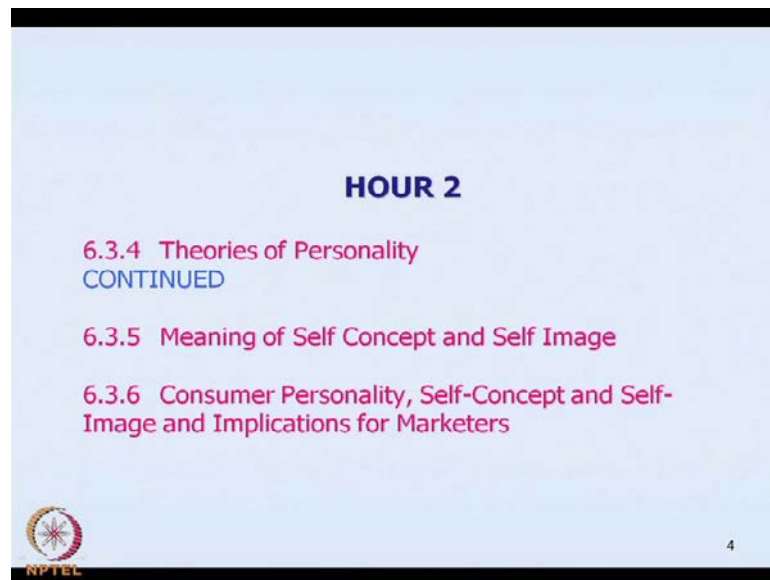 HOUR 2
6.3.4 Theories of Personality
CONTINUED
6.3.5 Meaning of Self Concept and Self Image
6.3.6 Consumer Personality, Self-Concept and Self-
Image and Implications for Marketers
4
NPTEL